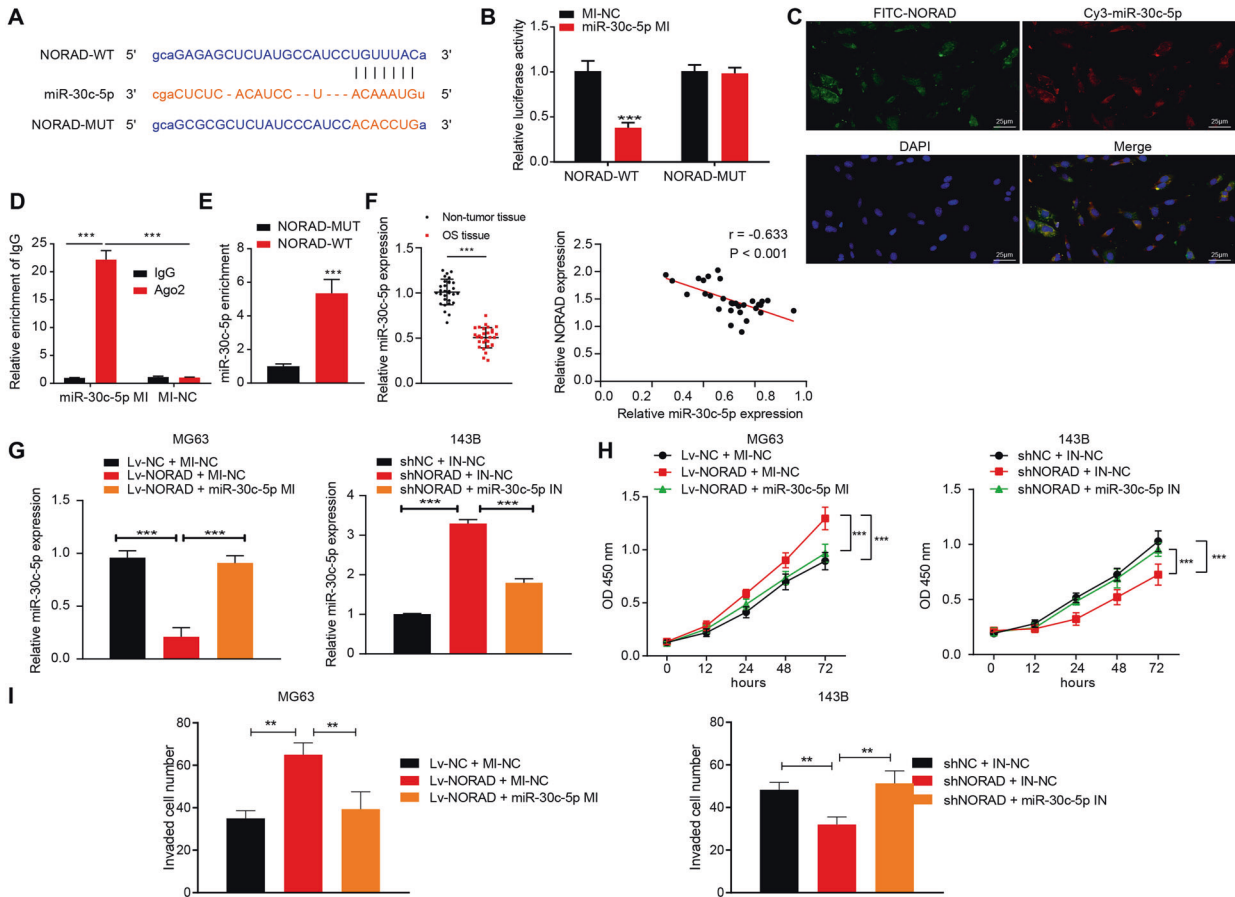 A
NORAD-WT 5' gcaGAGAGCUCUAUGCCAUCCUGUUUACa 3'
miR-30c-5p 3' cgaCUCUC - ACAUCC - - U - - - ACAAAUGu 5'
NORAD-MUT 5' gcaGCGCGCUCUAUCCCAUCCACACCUGa 3'
B
MI-NC
miR-30c-5p MI
Relative luciferase activity
1.5
1.0
0.5
0.0
***
NORAD-WT NORAD-MUT
C
FITC-NORAD Cy3-miR-30c-5p
25μm 25μm
DAPI Merge
25μm 25μm
D
Relative enrichment of IgG
25
20
15
10
5
0
*** ***
IgG
Ago2
miR-30c-5p MI MI-NC
E
NORAD-MUT
NORAD-WT
miR-30c-5p enrichment
8
6
4
2
0
***
F
Non-tumor tissue
OS tissue
Relative miR-30c-5p expression
1.5
1.0
0.5
0.0
***
r = -0.633
P < 0.001
Relative NORAD expression
2.5
2.0
1.5
1.0
0.5
0.0
0.0 0.2 0.4 0.6 0.8 1.0
Relative miR-30c-5p expression
G
MG63
Lv-NC + MI-NC
Lv-NORAD + MI-NC
Lv-NORAD + miR-30c-5p MI
Relative miR-30c-5p expression
1.5
1.0
0.5
0.0
*** ***
143B
shNC + IN-NC
shNORAD + IN-NC
shNORAD + miR-30c-5p IN
Relative miR-30c-5p expression
4
3
2
1
0
*** ***
H
MG63
Lv-NC + MI-NC
Lv-NORAD + MI-NC
Lv-NORAD + miR-30c-5p MI
OD 450 nm
1.5
1.0
0.5
0.0
*** ***
0 12 24 48 72
hours
143B
shNC + IN-NC
shNORAD + IN-NC
shNORAD + miR-30c-5p IN
OD 450 nm
1.5
1.0
0.5
0.0
*** ***
0 12 24 48 72
hours
I
MG63
Invaded cell number
80
60
40
20
0
** **
Lv-NC + MI-NC
Lv-NORAD + MI-NC
Lv-NORAD + miR-30c-5p MI
143B
Invaded cell number
80
60
40
20
0
** **
shNC + IN-NC
shNORAD + IN-NC
shNORAD + miR-30c-5p IN